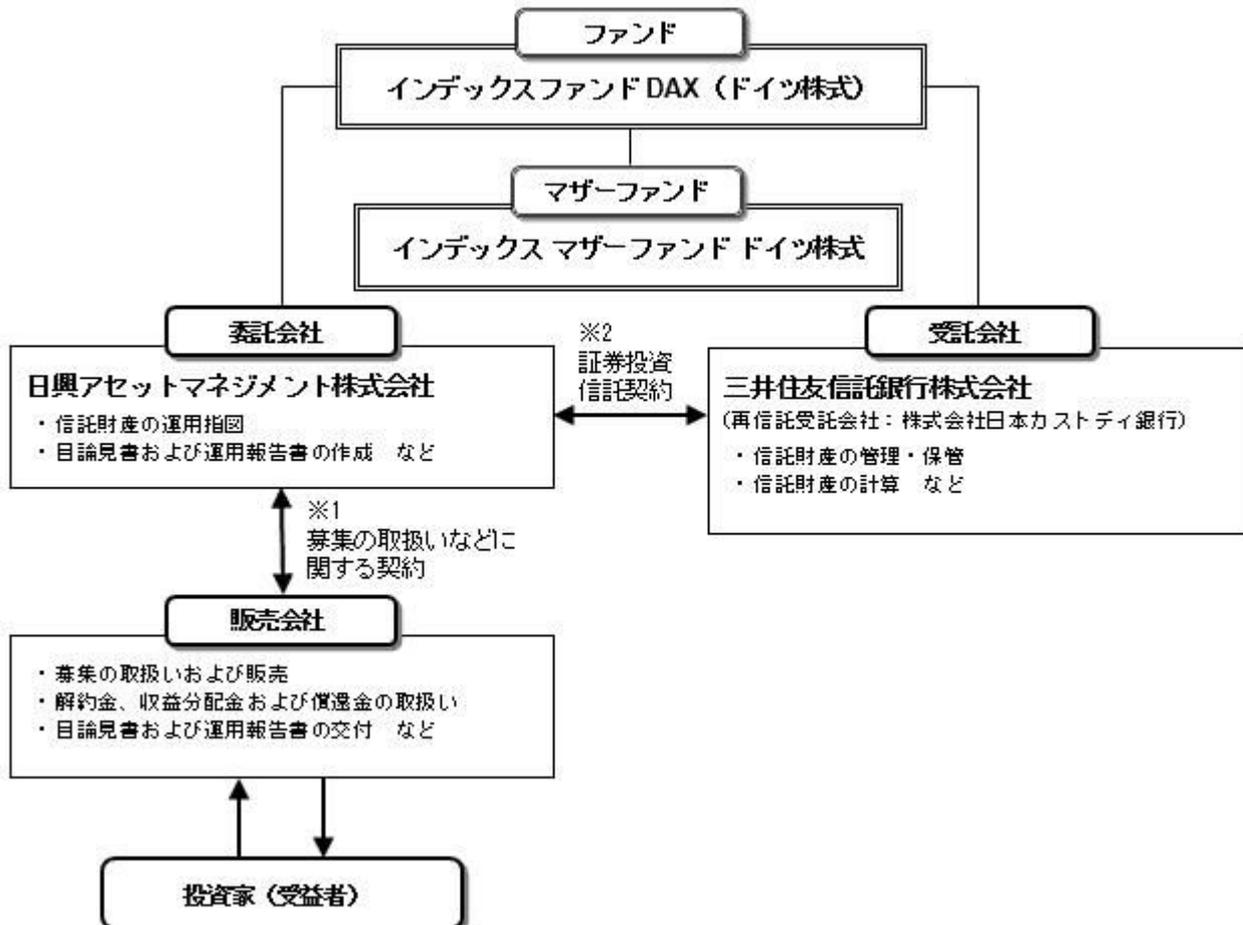 ファンド
インデックスファンド DAX（ドイツ株式）
マザーファンド
インデックス マザーファンド ドイツ株式
委託会社
日興アセットマネジメント株式会社
・信託財産の運用指図
・目論見書および運用報告書の作成　など
※2
証券投資
信託契約
受託会社
三井住友信託銀行株式会社
(再信託受託会社：株式会社日本カストディ銀行)
・信託財産の管理・保管
・信託財産の計算　など
※1
募集の取扱いなどに
関する契約
販売会社
・募集の取扱いおよび販売
・解約金、収益分配金および償還金の取扱い
・目論見書および運用報告書の交付　など
投資家（受益者）